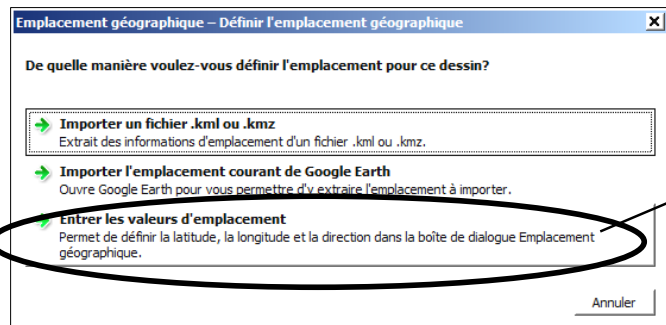 Emplacement géographique – Définir l'emplacement géographique
De quelle manière voulez-vous définir l'emplacement pour ce dessin?
Importer un fichier .kml ou .kmz
Extrait des informations d'emplacement d'un fichier .kml ou .kmz.
Importer l'emplacement courant de Google Earth
Ouvre Google Earth pour vous permettre d'y extraire l'emplacement à importer.
Entrer les valeurs d'emplacement
Permet de définir la latitude, la longitude et la direction dans la boîte de dialogue Emplacement
géographique.
Annuler